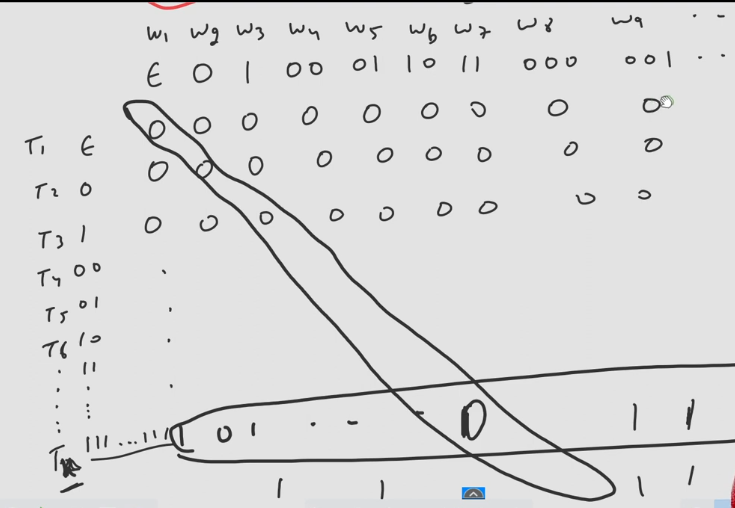 w1 w2 w3 w4 w5 w6 w7 w8 w9 . .
ϵ 0 1 00 01 10 11 000 001 . .
T1 ϵ 0 0 0 0 0 0 0 0 0
T2 0 0 0 0 0 0 0 0 0 0
T3 1 0 0 0 0 0 0 0 0 0
T4 00 .
T5 01 .
T6 10 .
. 11 .
: :
T 111...111 1 0 1 . - - 0 1 1
1 1 1 1